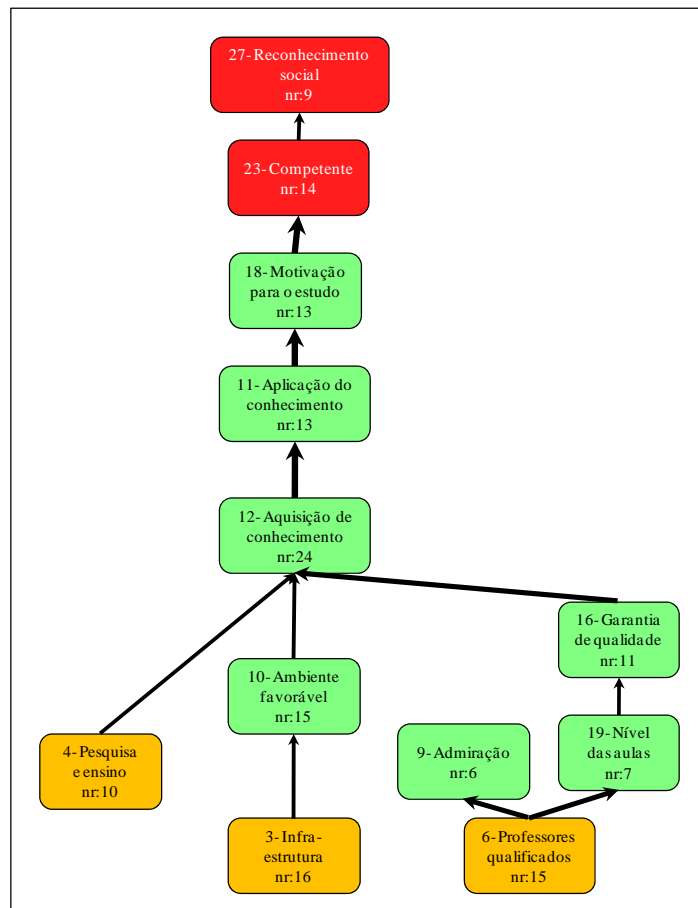 27- Reconhecimento
social
nr:9
23- Competente
nr:14
18- Motivação
para o estudo
nr:13
11- Aplicação do
conhecimento
nr:13
12- Aquisição de
conhecimento
nr:24
16- Garantia
de qualidade
nr:11
10- Ambiente
favorável
nr:15
4- Pesquisa
e ensino
nr:10
9- Admiração
nr:6
19- Nível
das aulas
nr:7
3- Infra-
estrutura
nr:16
6- Professores
qualificados
nr:15